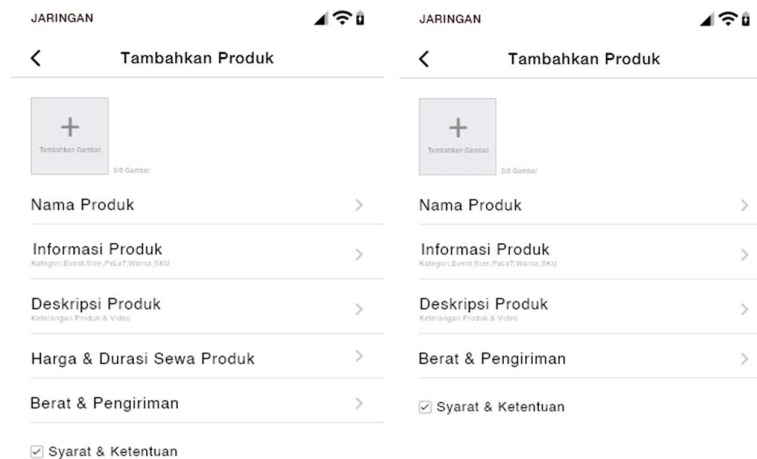 JARINGAN
Tambahkan Produk
Tambahkan Gambar
0/6 Gambar
Nama Produk
Informasi Produk
Kategori,Event,Size,PxLxT,Warna,SKU
Deskripsi Produk
Keterangan Produk & Video
Harga & Durasi Sewa Produk
Berat & Pengiriman
Syarat & Ketentuan
JARINGAN
Tambahkan Produk
Tambahkan Gambar
0/6 Gambar
Nama Produk
Informasi Produk
Kategori,Event,Size,PxLxT,Warna,SKU
Deskripsi Produk
Keterangan Produk & Video
Berat & Pengiriman
Syarat & Ketentuan